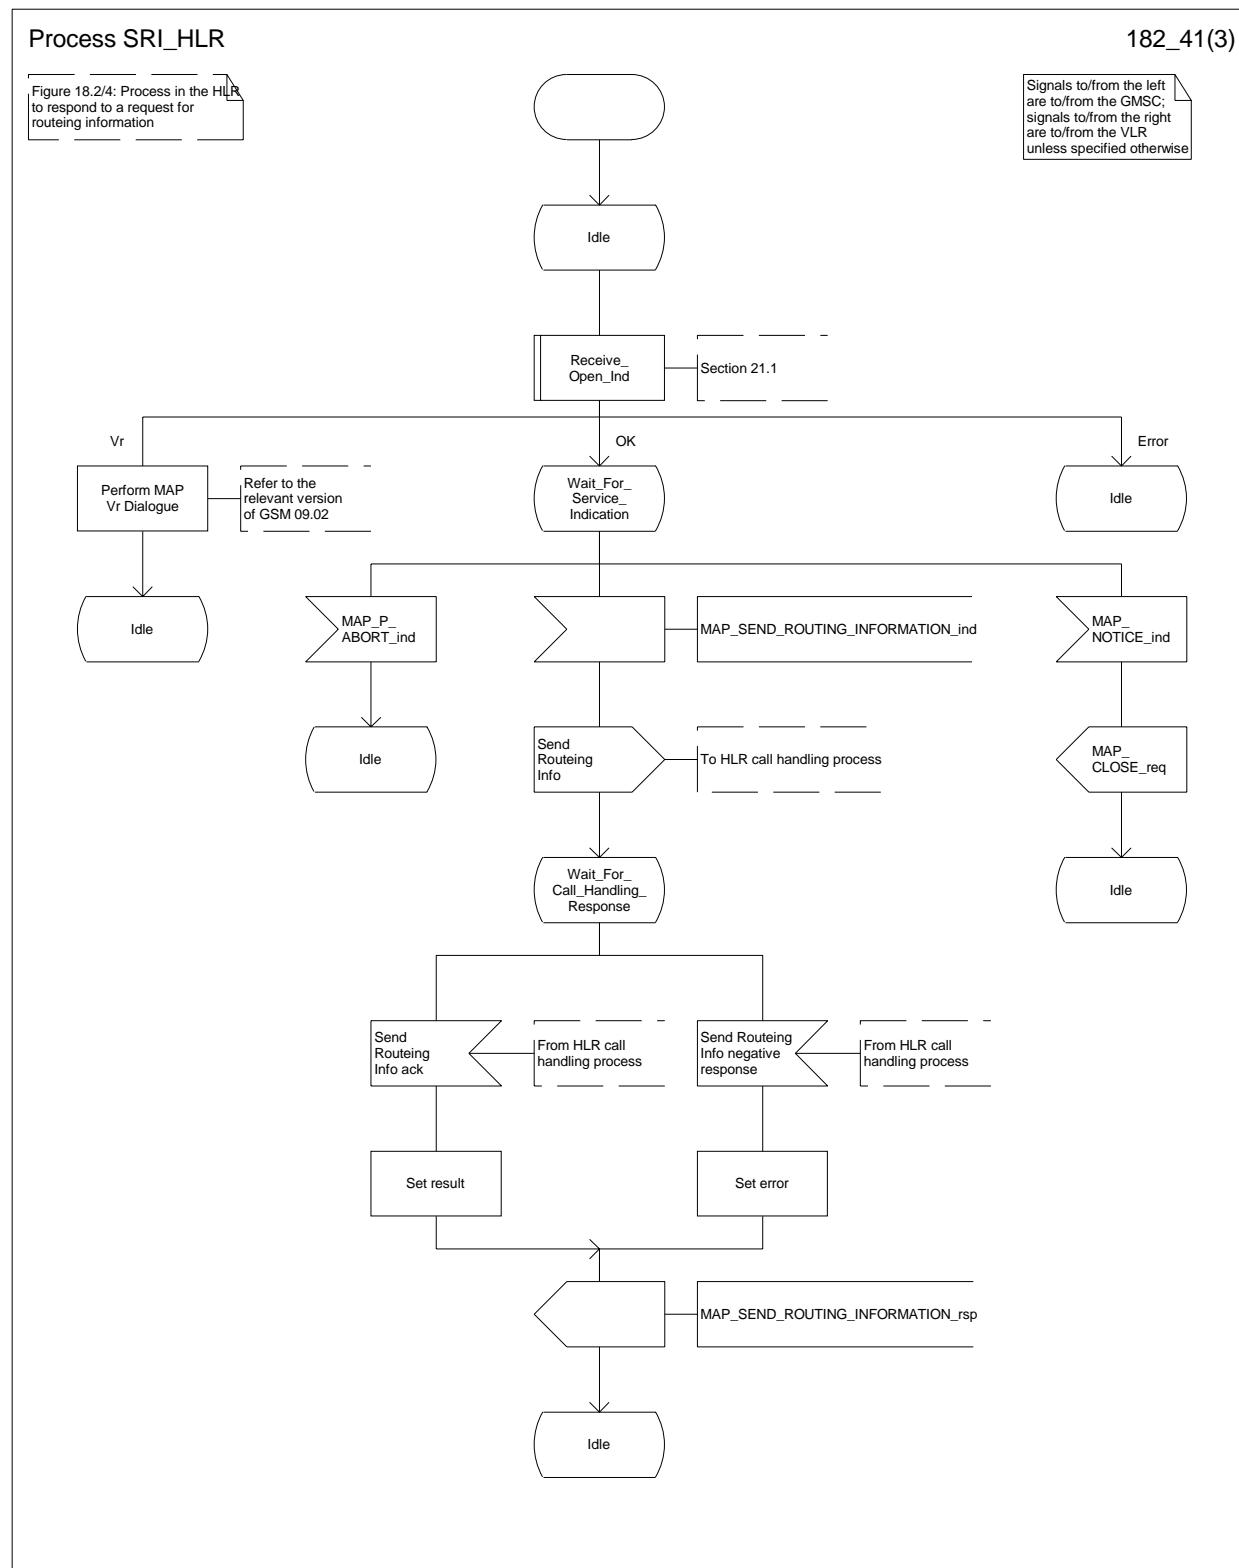 Process SRI_HLR
182_41(3)
Figure 18.2/4: Process in the HLR
to respond to a request for
routeing information
Signals to/from the left
are to/from the GMSC;
signals to/from the right
are to/from the VLR
unless specified otherwise
Idle
Receive_
Open_Ind
Section 21.1
Vr
OK
Error
Perform MAP
Vr Dialogue
Refer to the
relevant version
of GSM 09.02
Wait_For_
Service_
Indication
Idle
Idle
MAP_P_
ABORT_ind
MAP_SEND_ROUTING_INFORMATION_ind
MAP_
NOTICE_ind
Idle
Send
Routeing
Info
To HLR call handling process
MAP_
CLOSE_req
Wait_For_
Call_Handling_
Response
Idle
Send
Routeing
Info ack
From HLR call
handling process
Send Routeing
Info negative
response
From HLR call
handling process
Set result
Set error
MAP_SEND_ROUTING_INFORMATION_rsp
Idle